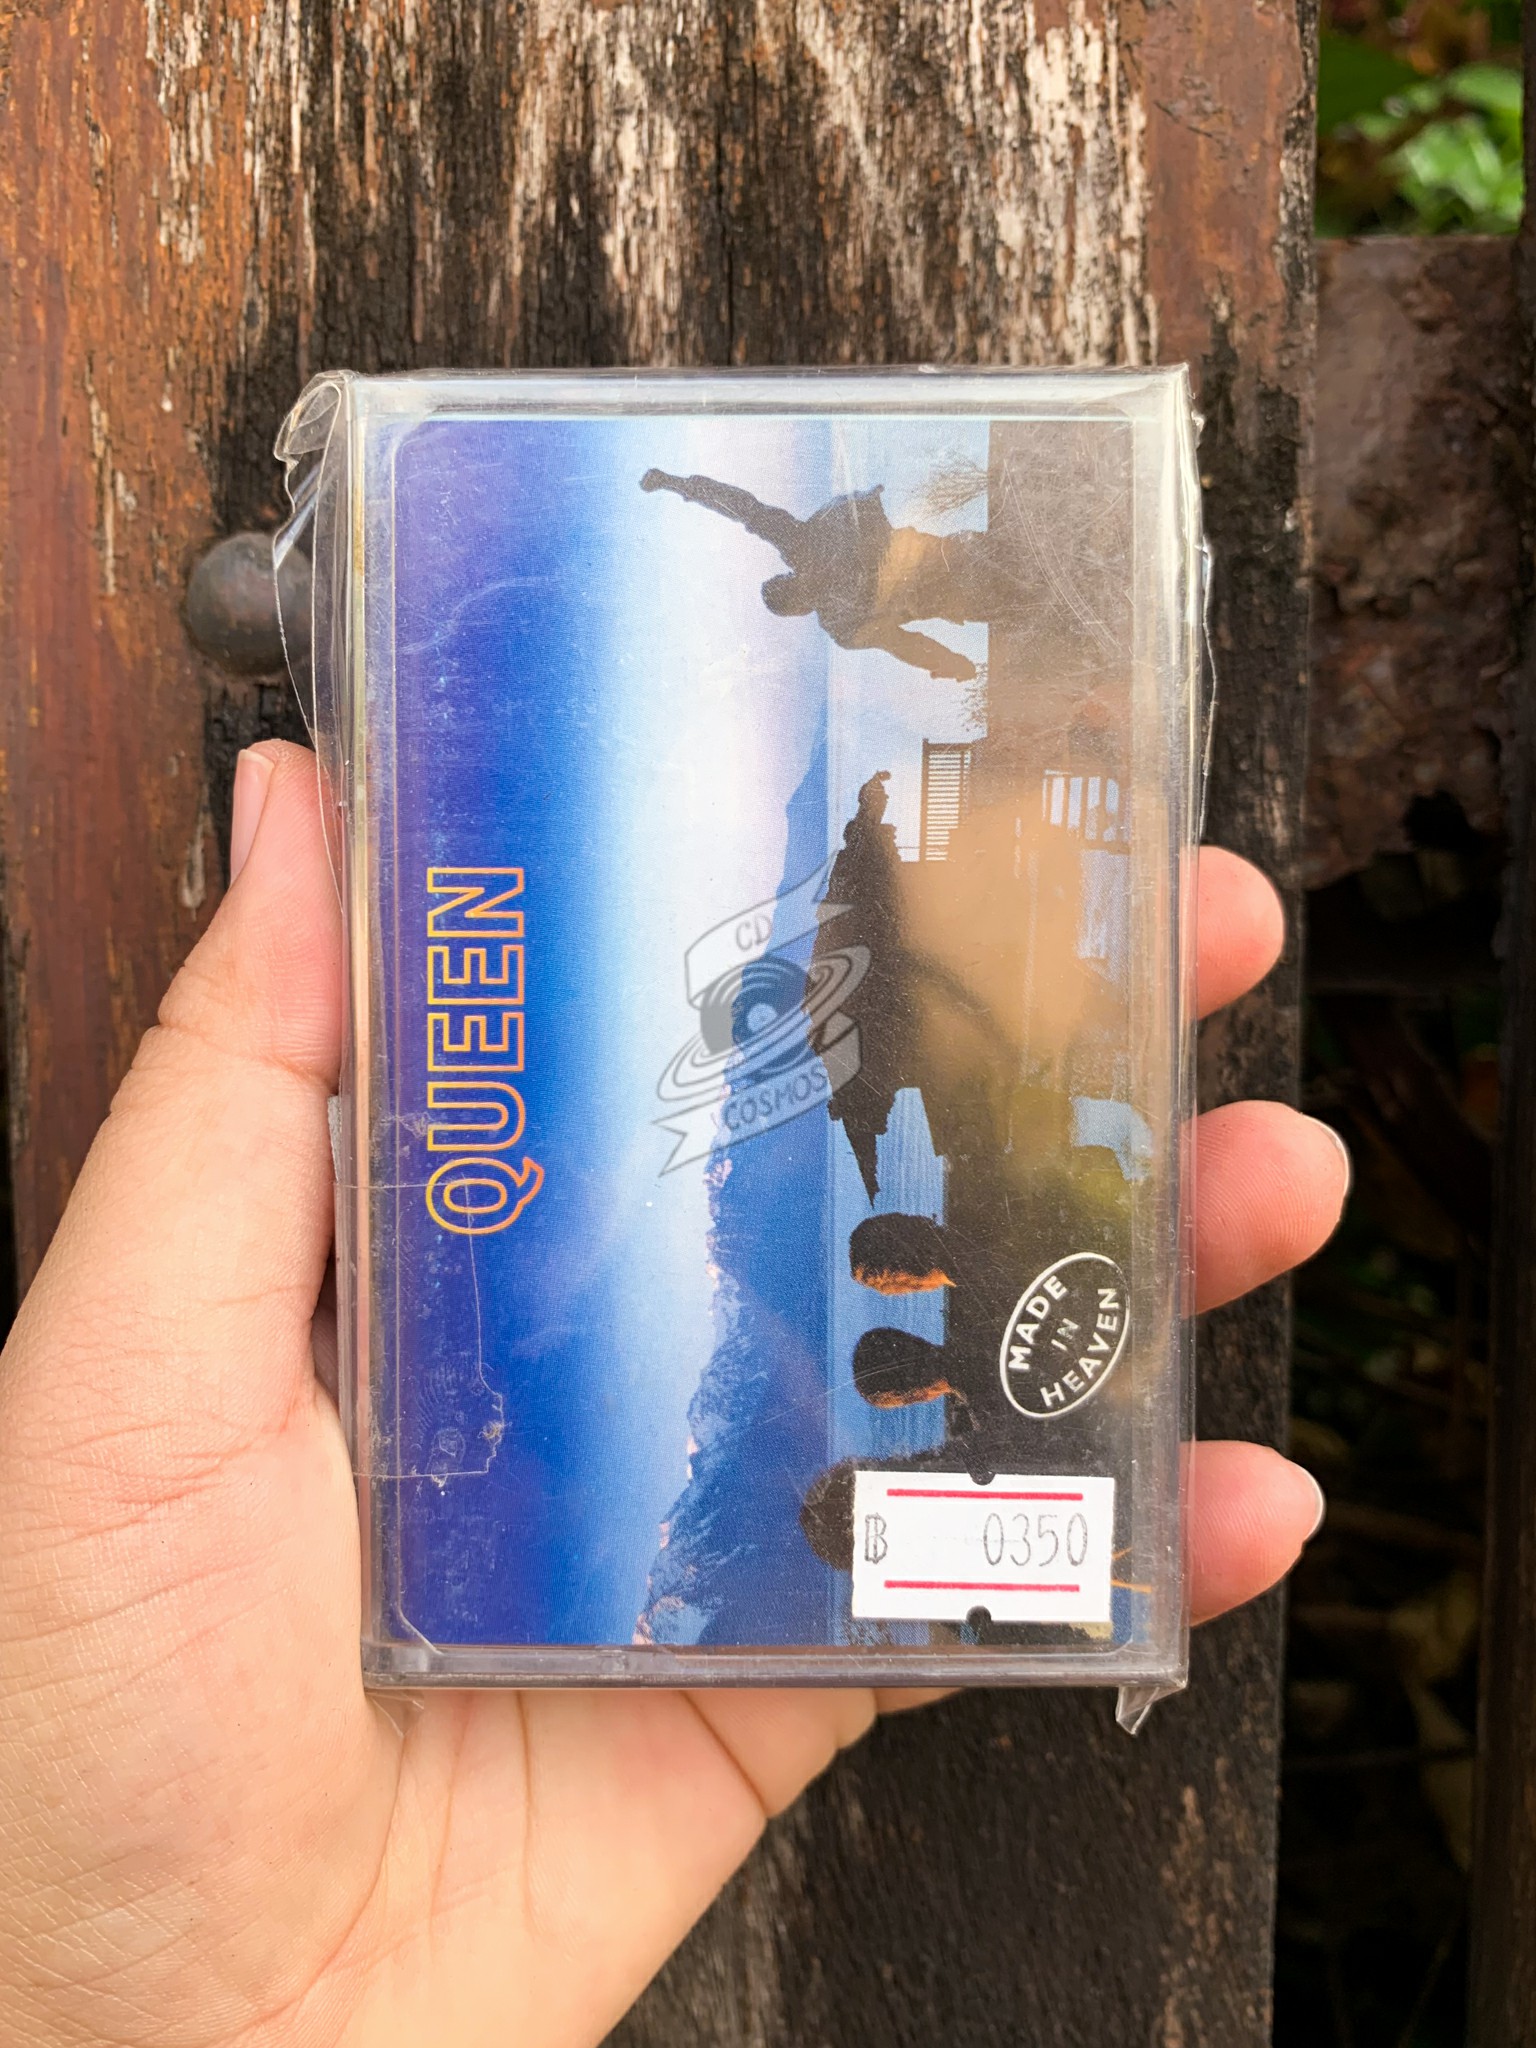 QUEEN
CD
COSMOS
MADE
IN
HEAVEN
฿ 0350